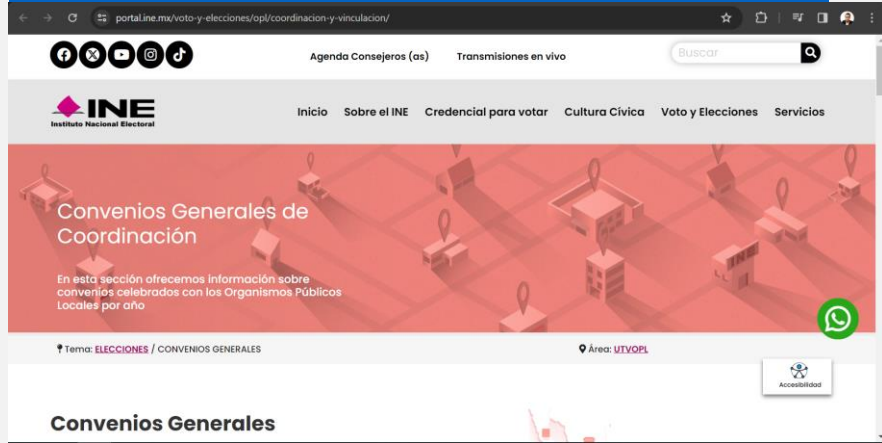 portal.ine.mx/voto-y-elecciones/opl/coordinacion-y-vinculacion/
Agenda Consejeros (as) Transmisiones en vivo Buscar
INE
Instituto Nacional Electoral
Inicio Sobre el INE Credencial para votar Cultura Cívica Voto y Elecciones Servicios
Convenios Generales de
Coordinación
En esta sección ofrecemos información sobre
convenios celebrados con los Organismos Públicos
Locales por año
INE
Tema: ELECCIONES / CONVENIOS GENERALES Área: UTVOPL
Accesibilidad
Convenios Generales